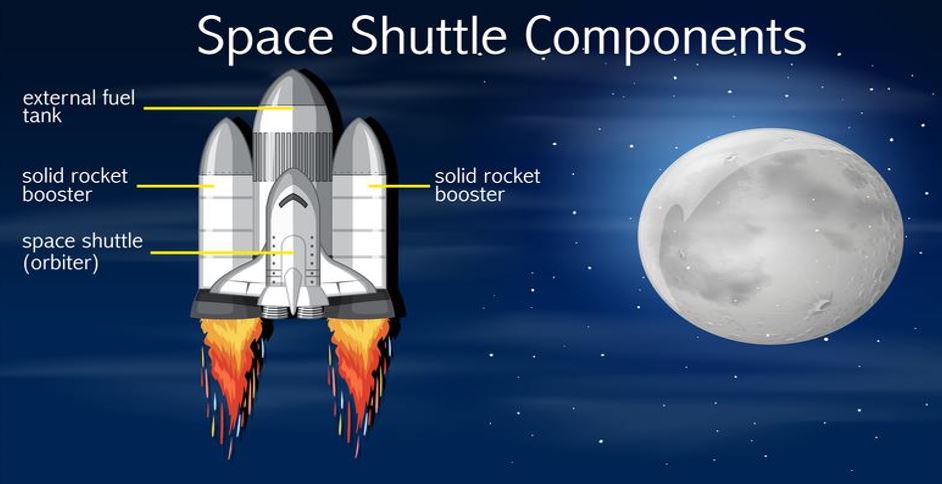 Space Shuttle Components
external fuel
tank
solid rocket
booster
solid rocket
booster
space shuttle
(orbiter)